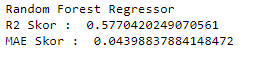 Random Forest Regressor
R2 Skor :  0.5770420249070561
MAE Skor :  0.04398837884148472